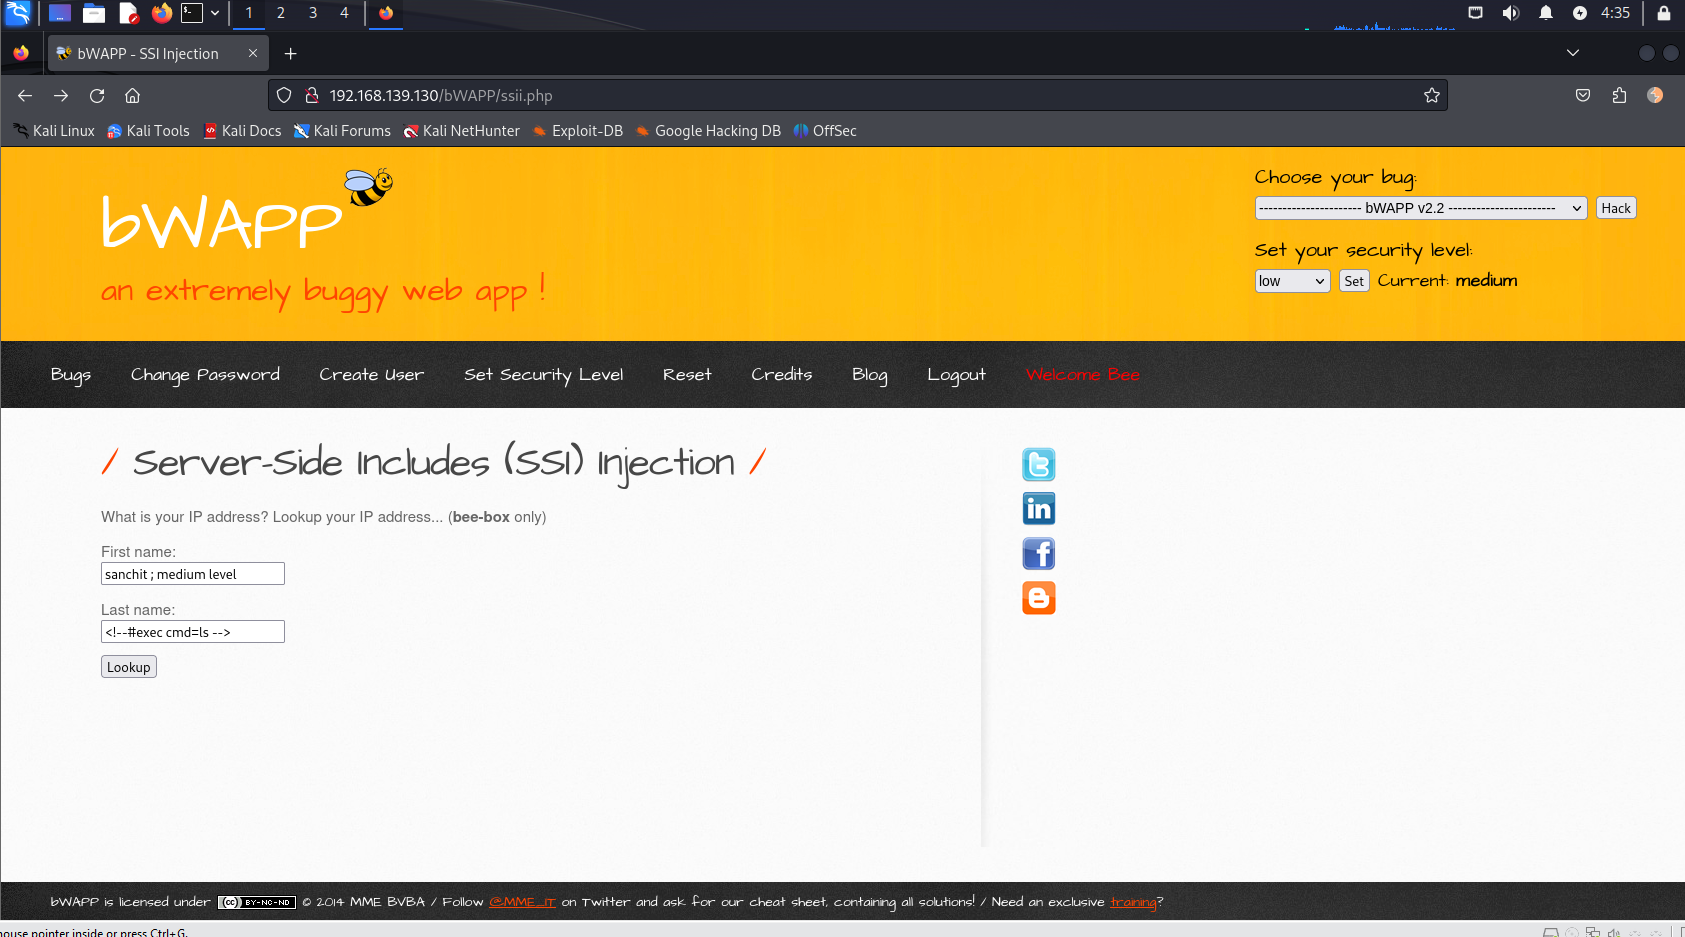 1 2 3 4
4:35
bWAPP - SSI Injection
192.168.139.130/bWAPP/ssii.php
Kali Linux Kali Tools Kali Docs Kali Forums Kali NetHunter Exploit-DB Google Hacking DB OffSec
bWAPP
an extremely buggy web app !
Choose your bug:
---------------------- bWAPP v2.2 ----------------------- Hack
Set your security level:
low Set Current: medium
Bugs Change Password Create User Set Security Level Reset Credits Blog Logout Welcome Bee
/ Server-Side Includes (SSI) Injection /
What is your IP address? Lookup your IP address... (bee-box only)
First name:
sanchit ; medium level
Last name:
<!--#exec cmd=ls -->
Lookup
bWAPP is licensed under (cc) BY-NC-ND © 2014 MME BVBA / Follow @MME_IT on Twitter and ask for our cheat sheet, containing all solutions! / Need an exclusive training?
pointer inside or press Ctrl+G.